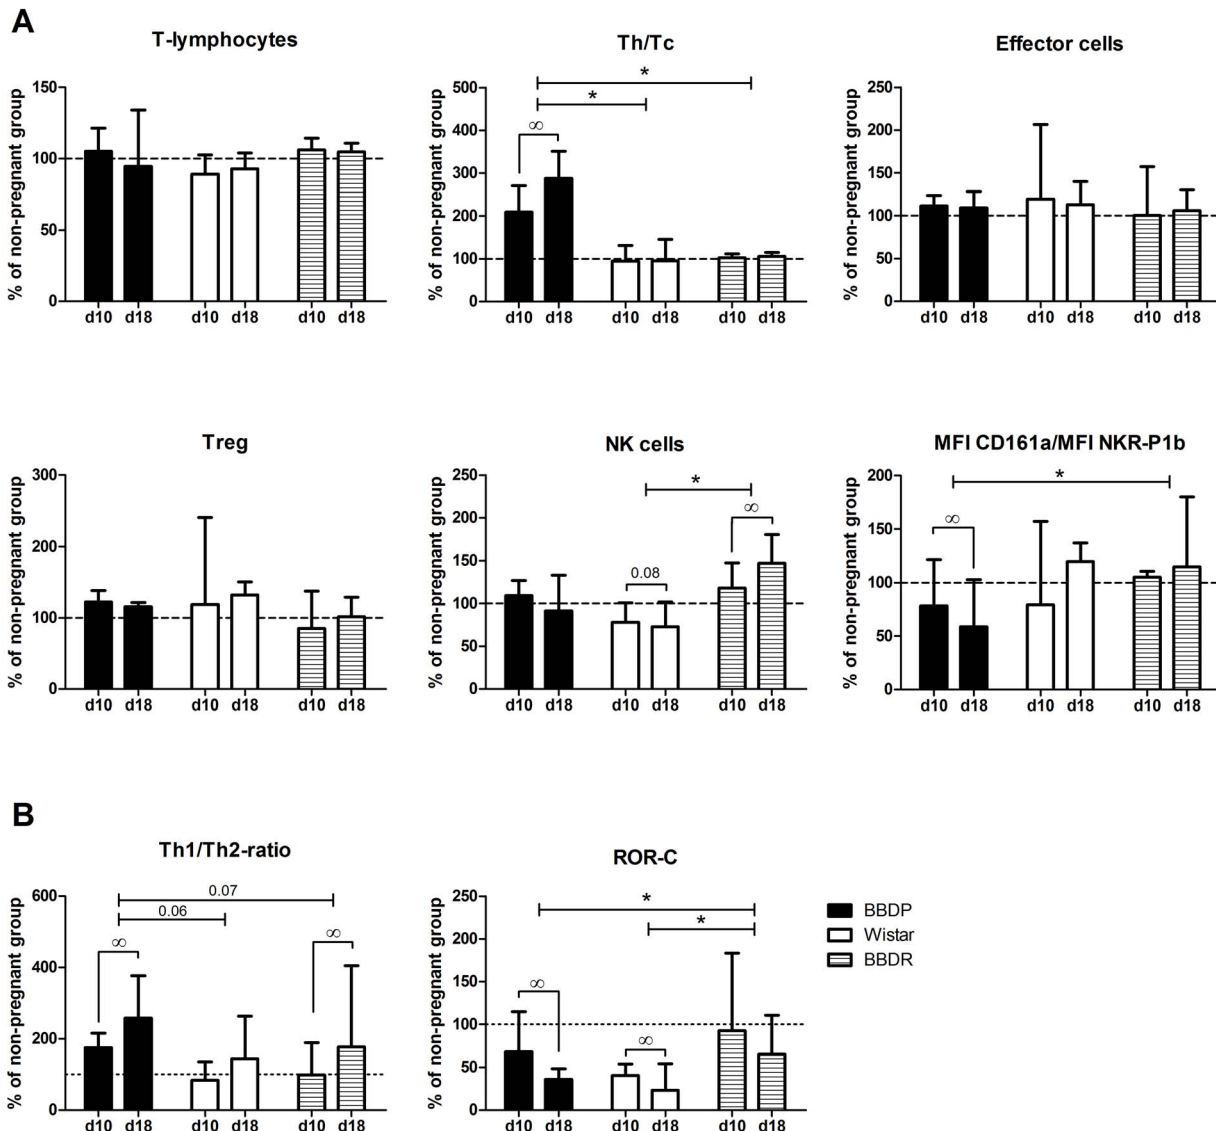 A
T-lymphocytes
% of non-pregnant group
150
100
50
0
d10 d18 d10 d18 d10 d18
Th/Tc
% of non-pregnant group
500
400
300
200
100
0
*
*
∞
d10 d18 d10 d18 d10 d18
Effector cells
% of non-pregnant group
250
200
150
100
50
0
d10 d18 d10 d18 d10 d18
Treg
% of non-pregnant group
300
200
100
0
d10 d18 d10 d18 d10 d18
NK cells
% of non-pregnant group
250
200
150
100
50
0
*
∞
0.08
d10 d18 d10 d18 d10 d18
MFI CD161a/MFI NKR-P1b
% of non-pregnant group
200
150
100
50
0
*
∞
d10 d18 d10 d18 d10 d18
B
Th1/Th2-ratio
% of non-pregnant group
600
400
200
0
0.07
0.06
∞
∞
d10 d18 d10 d18 d10 d18
ROR-C
% of non-pregnant group
250
200
150
100
50
0
*
*
∞
∞
d10 d18 d10 d18 d10 d18
BBDP
Wistar
BBDR